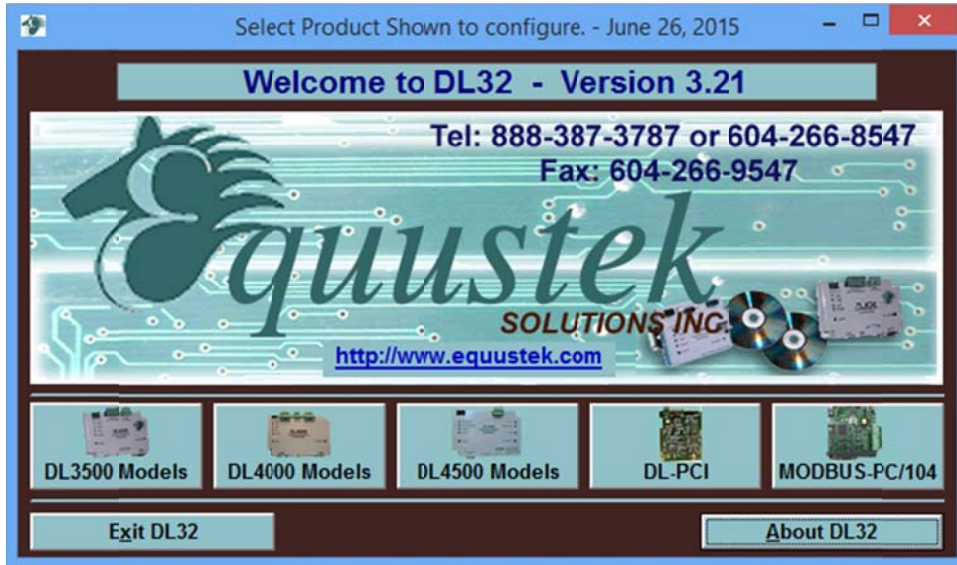 Select Product Shown to configure. - June 26, 2015
Welcome to DL32 - Version 3.21
Tel: 888-387-3787 or 604-266-8547
Fax: 604-266-9547
Equustek
SOLUTIONS INC
http://www.equustek.com
DL3500 Models
DL4000 Models
DL4500 Models
DL-PCI
MODBUS-PC/104
Exit DL32
About DL32